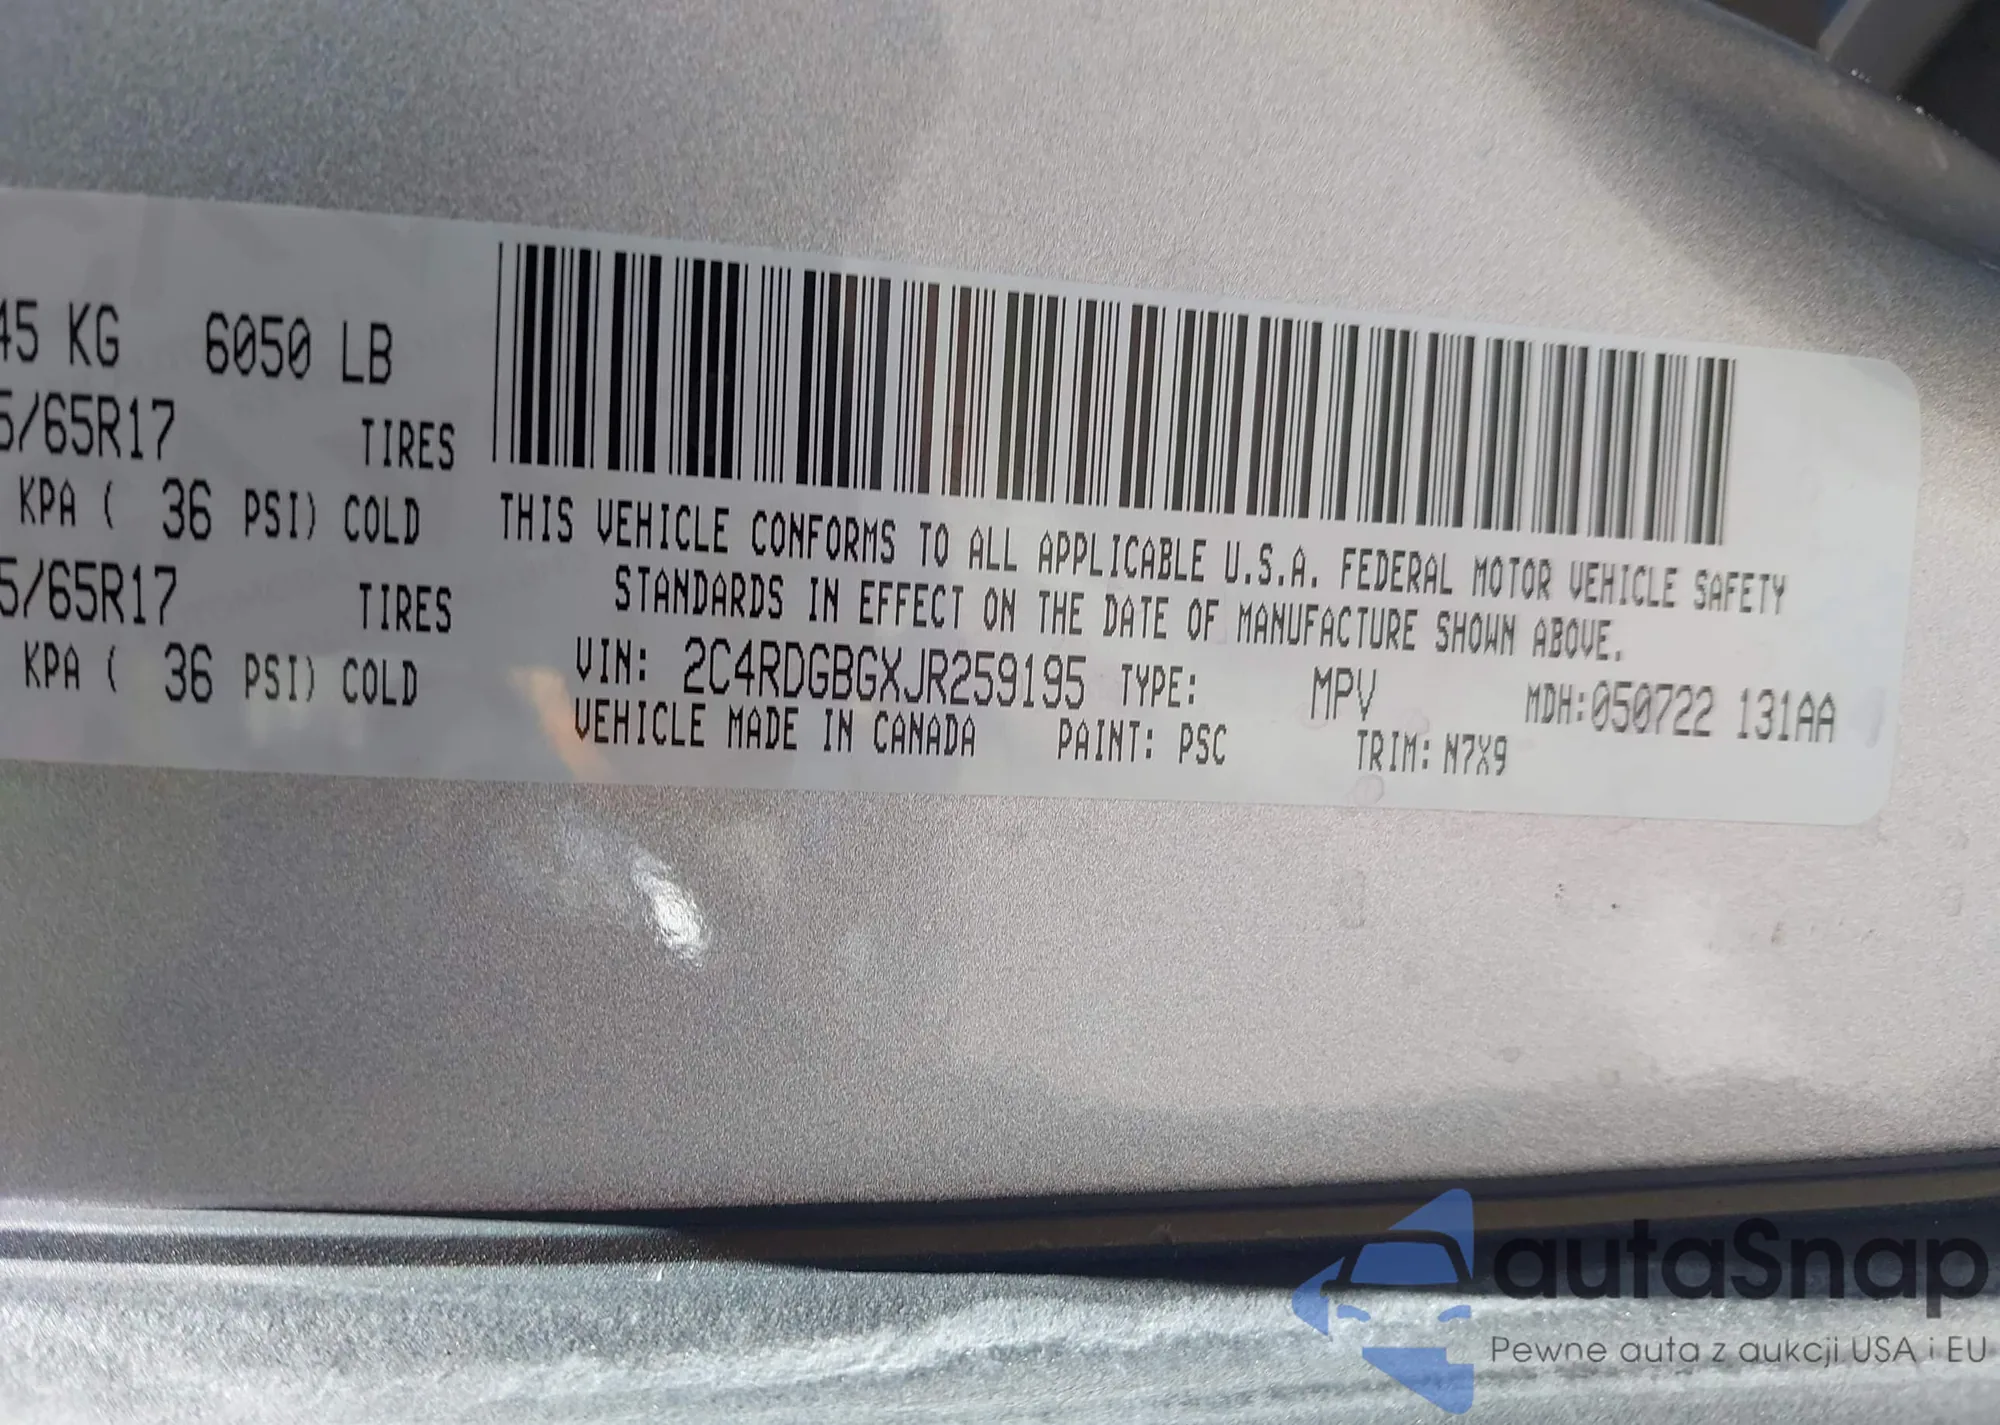 45 KG 6050 LB
5/65R17 TIRES
KPA ( 36 PSI) COLD
5/65R17 TIRES
KPA ( 36 PSI) COLD
THIS VEHICLE CONFORMS TO ALL APPLICABLE U.S.A. FEDERAL MOTOR VEHICLE SAFETY
STANDARDS IN EFFECT ON THE DATE OF MANUFACTURE SHOWN ABOVE.
VIN: 2C4RDGBGXJR259195 TYPE: MPV MDH:050722 131AA
VEHICLE MADE IN CANADA PAINT: PSC TRIM: N7X9
autaSnap
Pewne auta z aukcji USA i EU